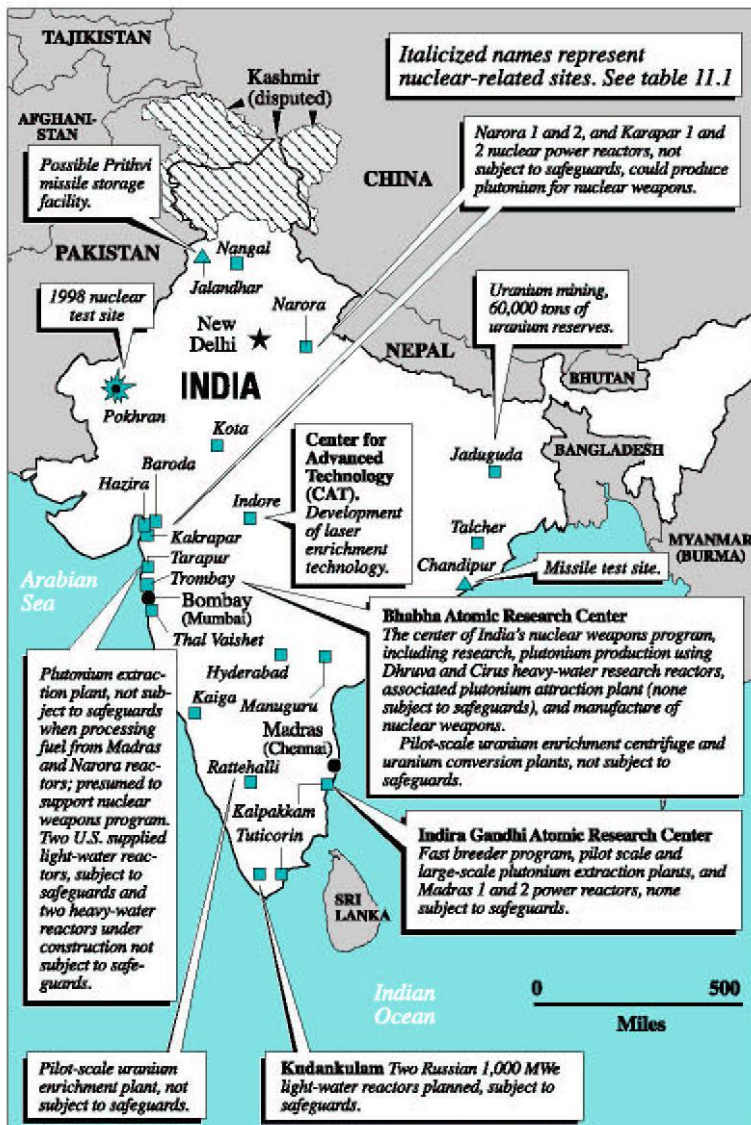 TAJIKISTAN
Italicized names represent
nuclear-related sites. See table 11.1
Kashmir
(disputed)
AFGHANI-
STAN
Narora 1 and 2, and Karapar 1 and
2 nuclear power reactors, not
subject to safeguards, could produce
plutonium for nuclear weapons.
Possible Prithvi
missile storage
facility.
CHINA
PAKISTAN
Nangal
Jalandhar
1998 nuclear
test site
Narora
Uranium mining,
60,000 tons of
uranium reserves.
New
Delhi
NEPAL
INDIA
BHUTAN
Pokhran
Kota
Center for
Advanced
Technology
(CAT).
Development
of laser
enrichment
technology.
Jaduguda
BANGLADESH
Baroda
Hazira
Indore
Talcher
Kakrapar
MYANMAR
(BURMA)
Tarapur
Chandipur
Missile test site.
Arabian
Sea
Trombay
Bombay
(Mumbai)
Thal Vaishet
Bhabha Atomic Research Center
The center of India's nuclear weapons program,
including research, plutonium production using
Dhruva and Cirus heavy-water research reactors,
associated plutonium attraction plant (none
subject to safeguards), and manufacture of
nuclear weapons.
Pilot-scale uranium enrichment centrifuge and
uranium conversion plants, not subject to
safeguards.
Plutonium extrac-
tion plant, not sub-
ject to safeguards
when processing
fuel from Madras
and Narora reac-
tors; presumed to
support nuclear
weapons program.
Two U.S. supplied
light-water reac-
tors, subject to
safeguards and
two heavy-water
reactors under
construction not
subject to safe-
guards.
Hyderabad
Kaiga
Manuguru
Madras
(Chennai)
Rattehalli
Kalpakkam
Tuticorin
Indira Gandhi Atomic Research Center
Fast breeder program, pilot scale and
large-scale plutonium extraction plants, and
Madras 1 and 2 power reactors, none
subject to safeguards.
SRI
LANKA
Indian
Ocean
0 500
Miles
Pilot-scale uranium
enrichment plant, not
subject to safeguards.
Kudankulam Two Russian 1,000 MWe
light-water reactors planned, subject to
safeguards.